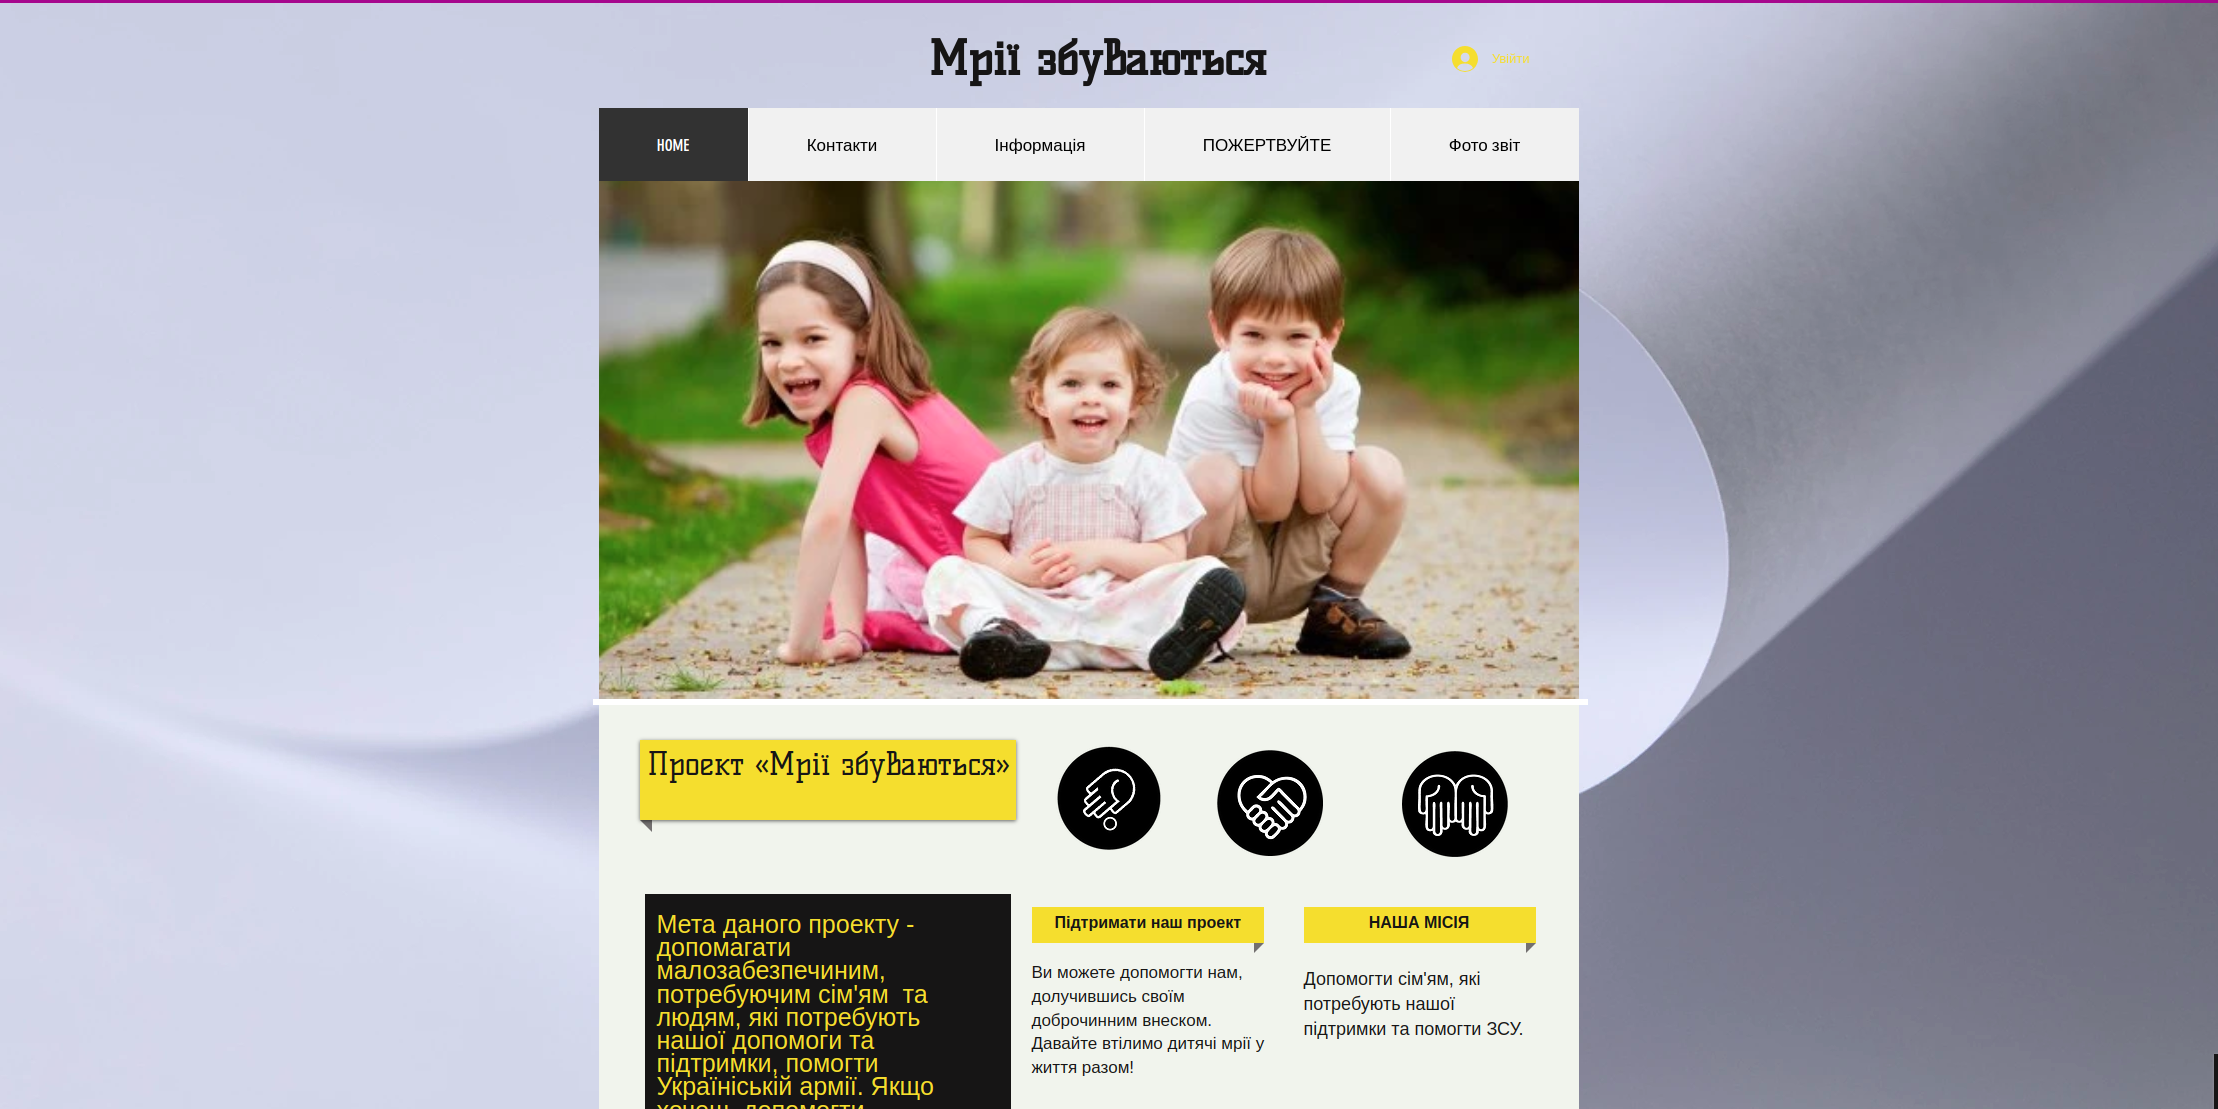 Мрії збуваються
Увійти
HOME
Контакти
Інформація
ПОЖЕРТВУЙТЕ
Фото звіт
Проект «Мрії збуваються»
Мета даного проекту -
допомагати
малозабезпечиним,
потребуючим сім'ям та
людям, які потребують
нашої допомоги та
підтримки, помогти
Україніській армії. Якщо
хочешь допомогти
Підтримати наш проект
Ви можете допомогти нам,
долучившись своїм
доброчинним внеском.
Давайте втілимо дитячі мрії у
життя разом!
НАША МІСІЯ
Допомогти сім'ям, які
потребують нашої
підтримки та помогти ЗСУ.